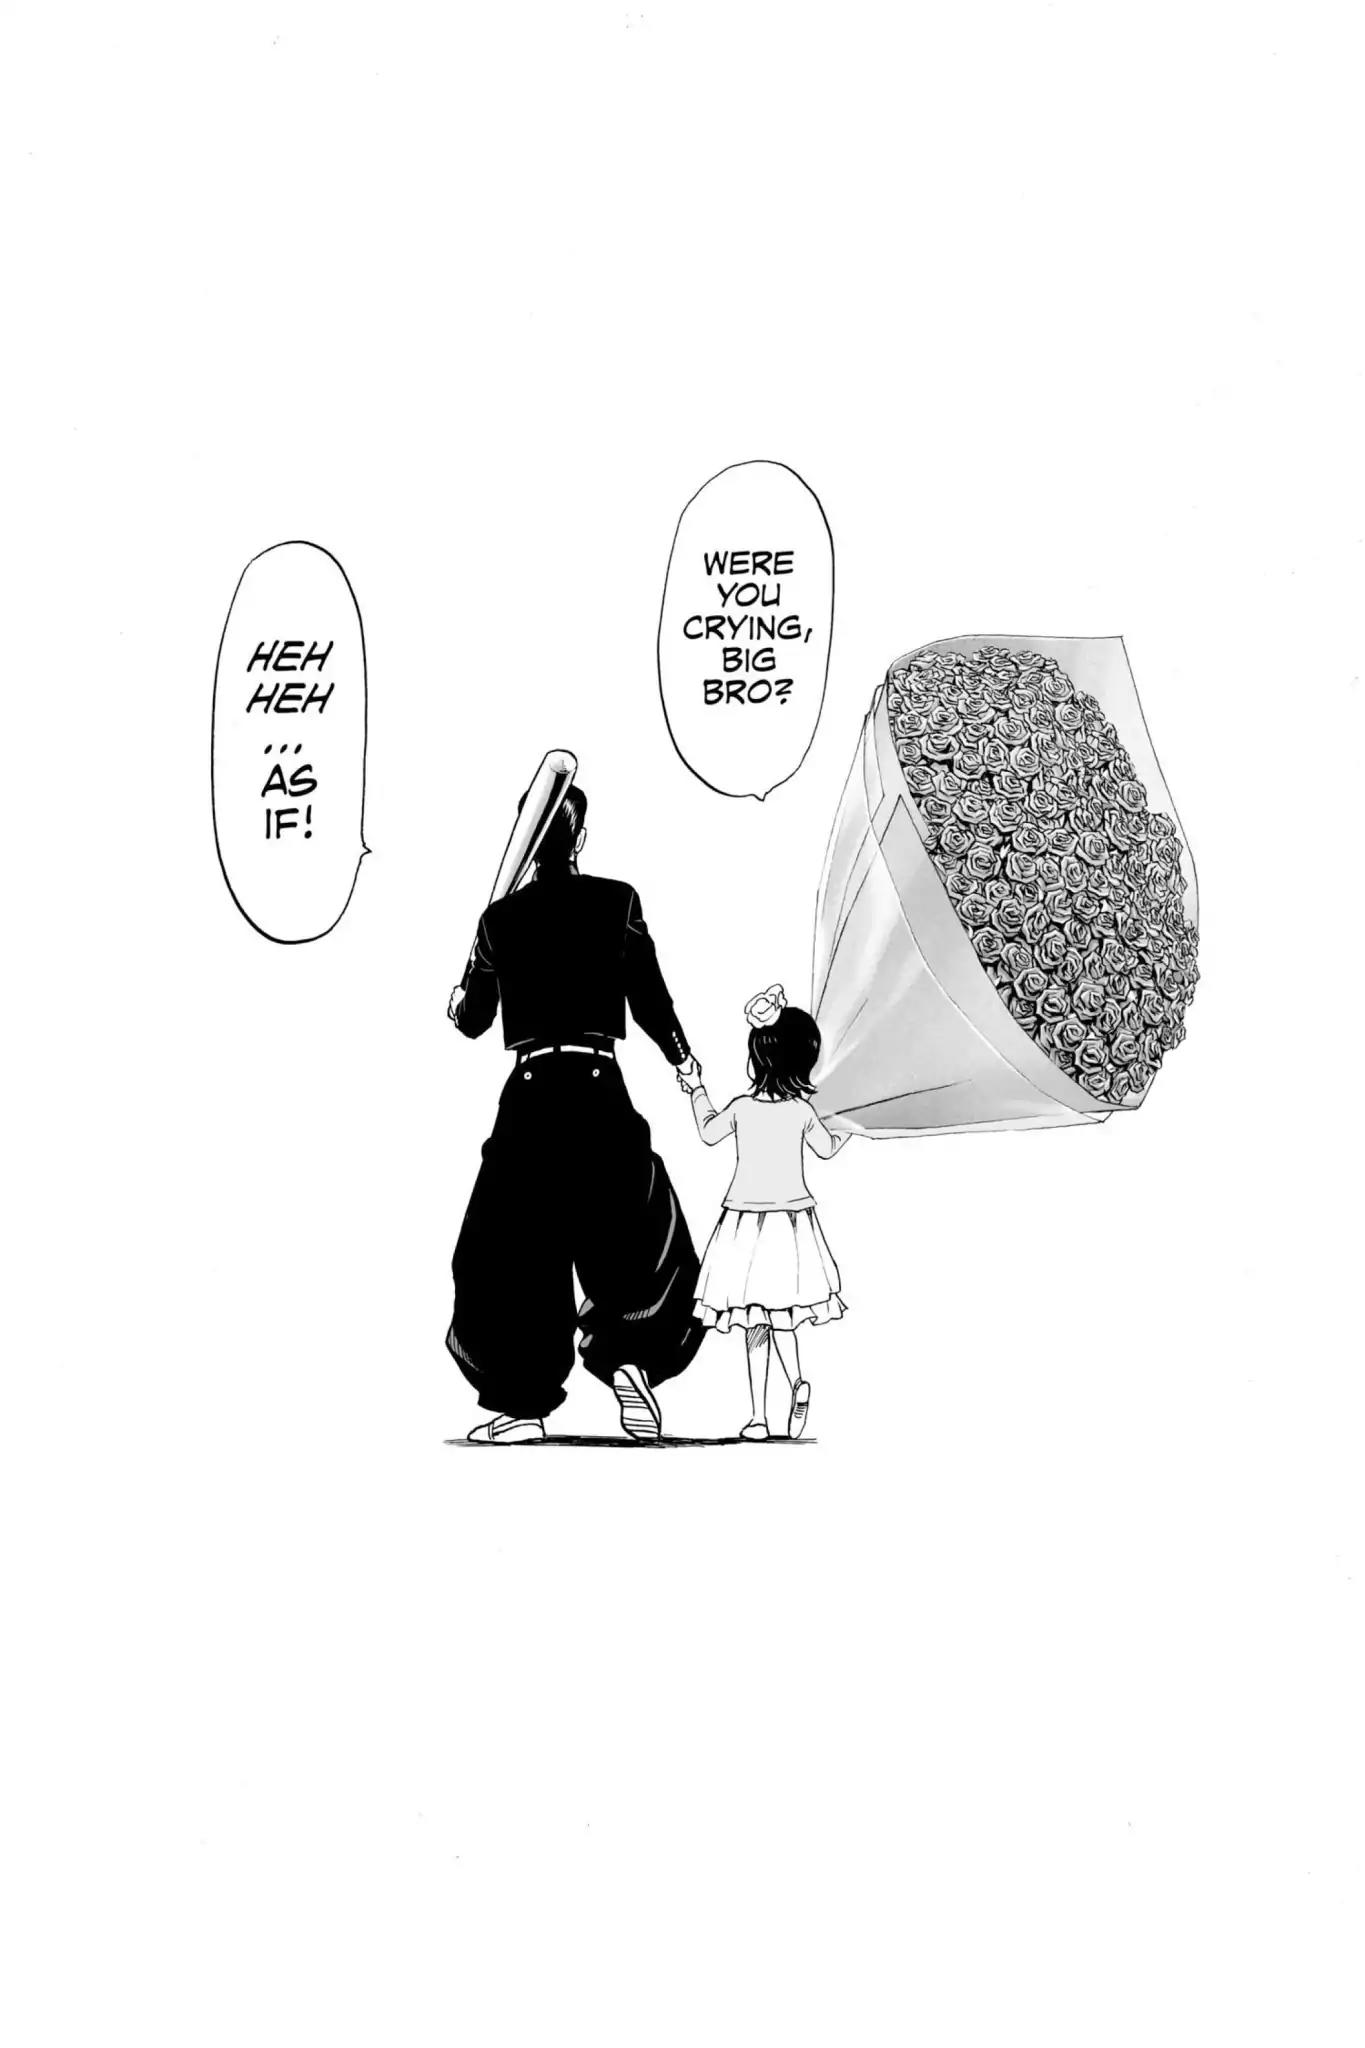 WERE
YOU
CRYING,
BIG
BRO?
HEH
HEH
...
AS
IF!